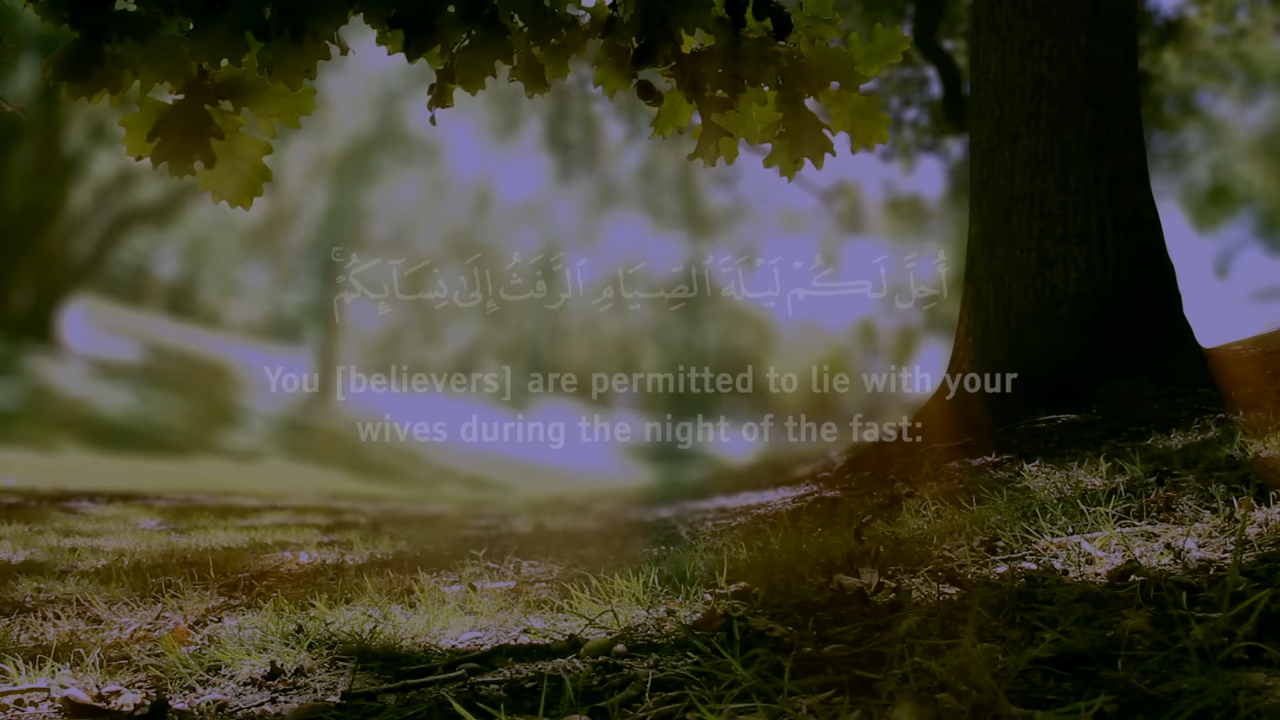 أُحِلَّ لَكُمْ لَيْلَةَ ٱلصِّيَامِ ٱلرَّفَثُ إِلَىٰ نِسَآئِكُمْ ۚ
You [believers] are permitted to lie with your
wives during the night of the fast: